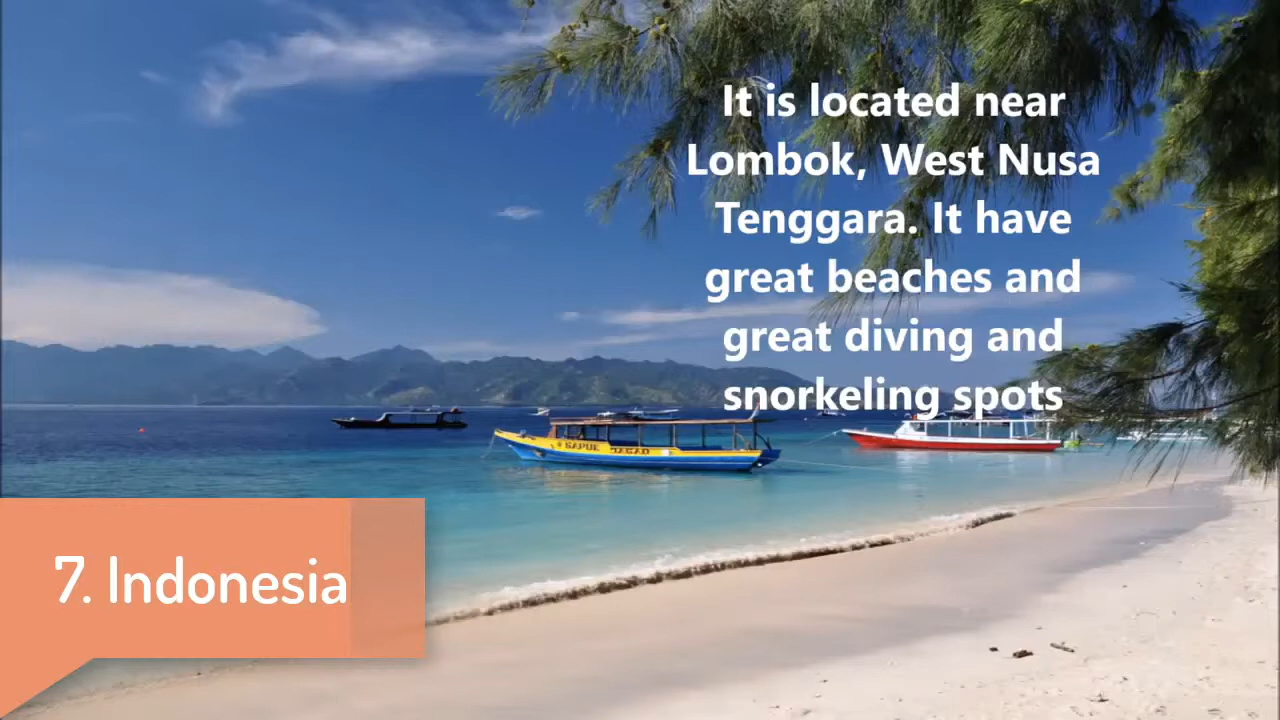 It is located near
Lombok, West Nusa
Tenggara. It have
great beaches and
great diving and
snorkeling spots
7. Indonesia